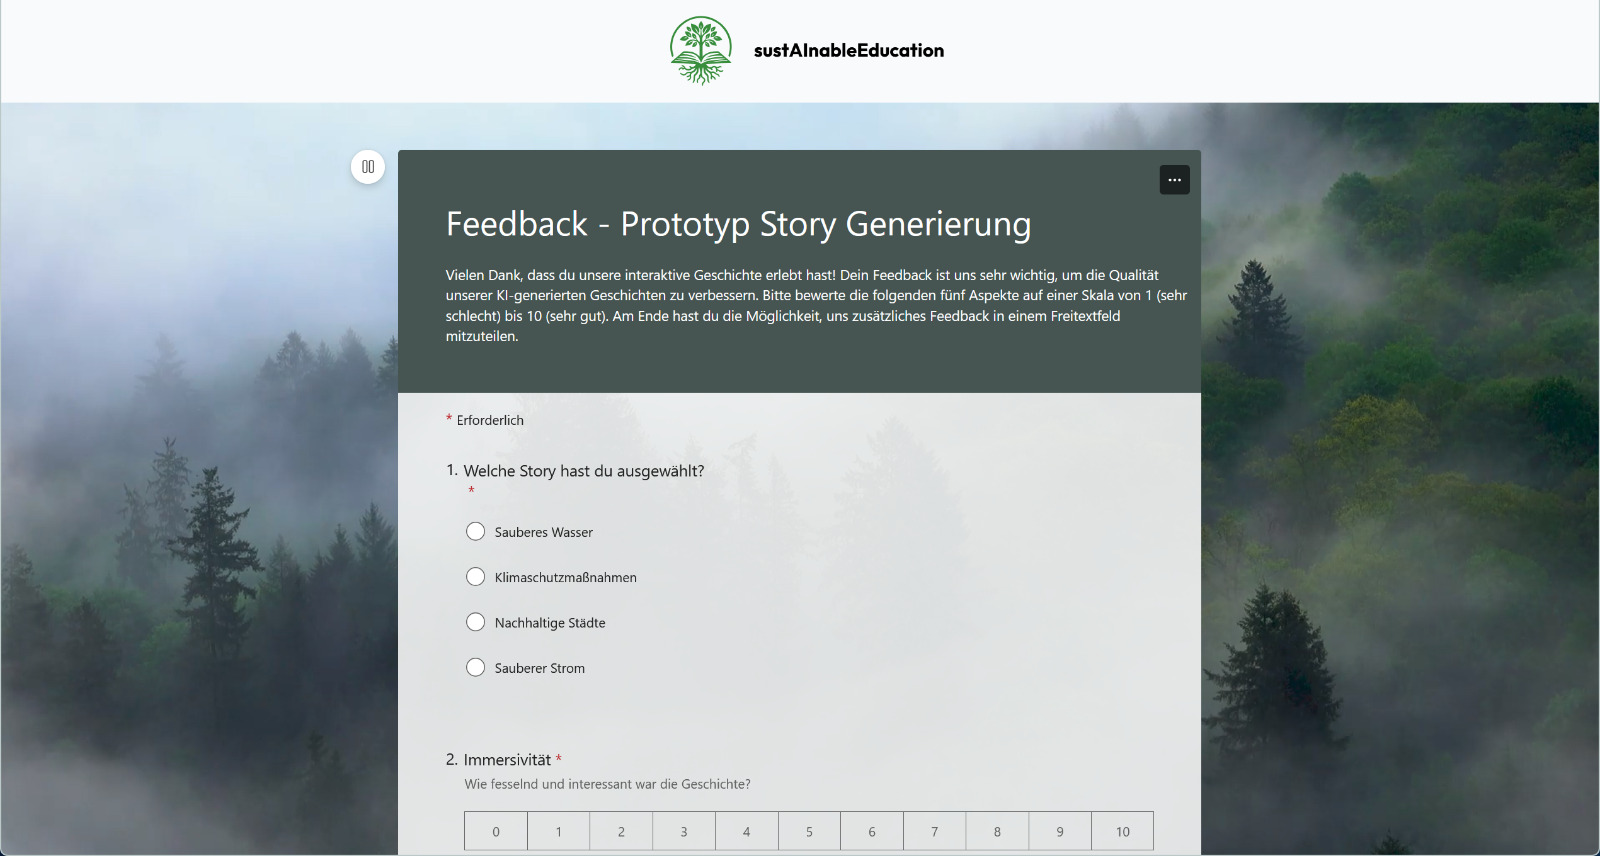 sustAInableEducation
...
Feedback - Prototyp Story Generierung
Vielen Dank, dass du unsere interaktive Geschichte erlebt hast! Dein Feedback ist uns sehr wichtig, um die Qualität
unserer KI-generierten Geschichten zu verbessern. Bitte bewerte die folgenden fünf Aspekte auf einer Skala von 1 (sehr
schlecht) bis 10 (sehr gut). Am Ende hast du die Möglichkeit, uns zusätzliches Feedback in einem Freitextfeld
mitzuteilen.
* Erforderlich
1. Welche Story hast du ausgewählt?
*
Sauberes Wasser
Klimaschutzmaßnahmen
Nachhaltige Städte
Sauberer Strom
2. Immersivität *
Wie fesselnd und interessant war die Geschichte?
0 1 2 3 4 5 6 7 8 9 10